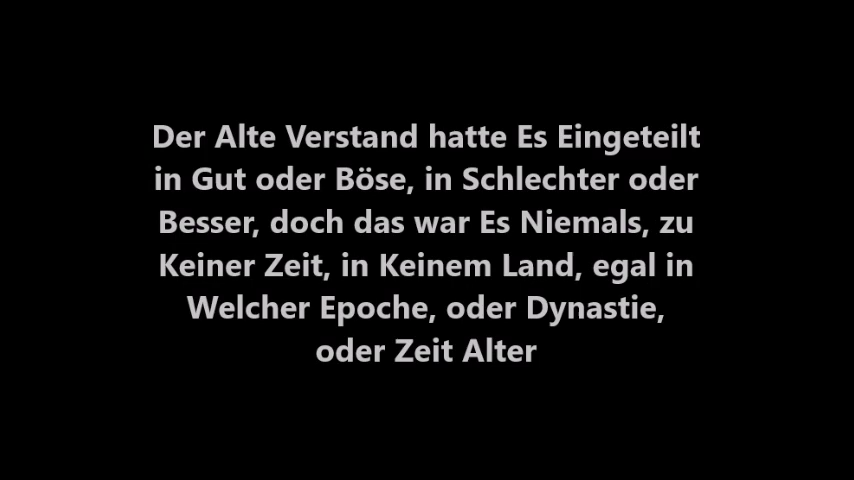 Der Alte Verstand hatte Es Eingeteilt
in Gut oder Böse, in Schlechter oder
Besser, doch das war Es Niemals, zu
Keiner Zeit, in Keinem Land, egal in
Welcher Epoche, oder Dynastie,
oder Zeit Alter